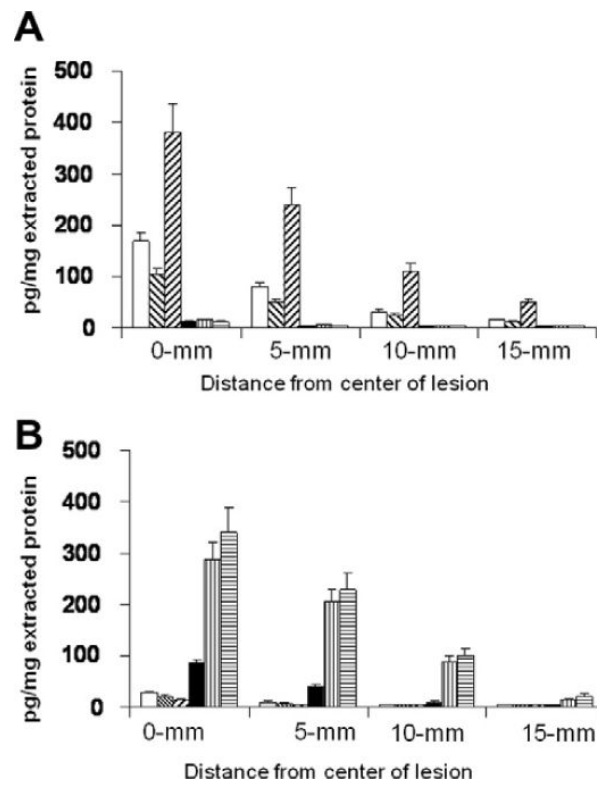 A
pg/mg extracted protein
500
400
300
200
100
0
0-mm 5-mm 10-mm 15-mm
Distance from center of lesion
B
pg/mg extracted protein
500
400
300
200
100
0
0-mm 5-mm 10-mm 15-mm
Distance from center of lesion